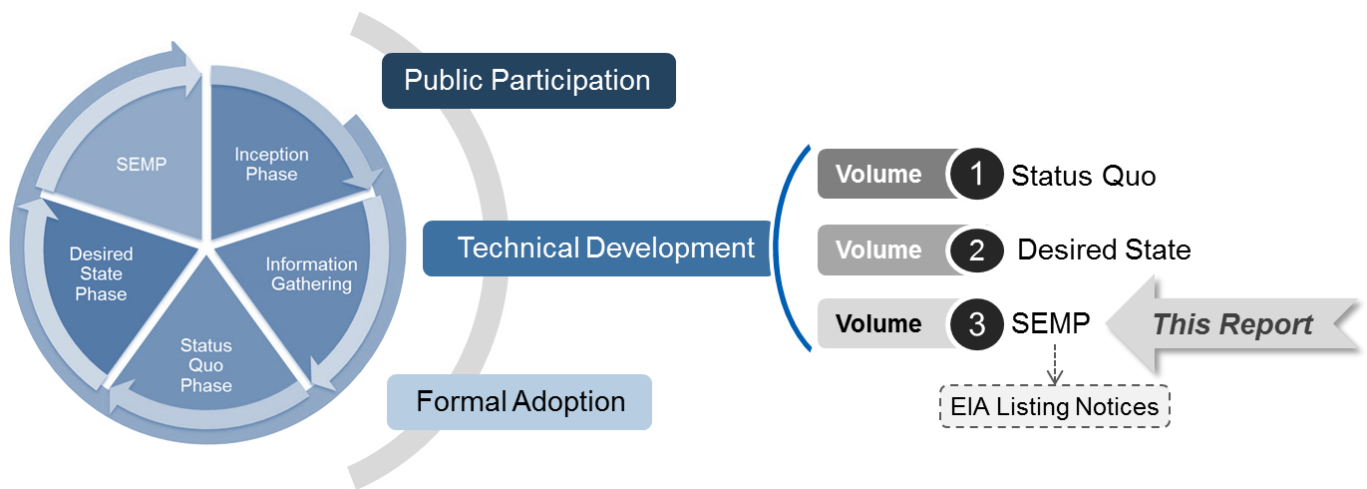 SEMP
Inception
Phase
Information
Gathering
Status
Quo
Phase
Desired
State
Phase
Public Participation
Technical Development
Formal Adoption
Volume 1 Status Quo
Volume 2 Desired State
Volume 3 SEMP
This Report
EIA Listing Notices